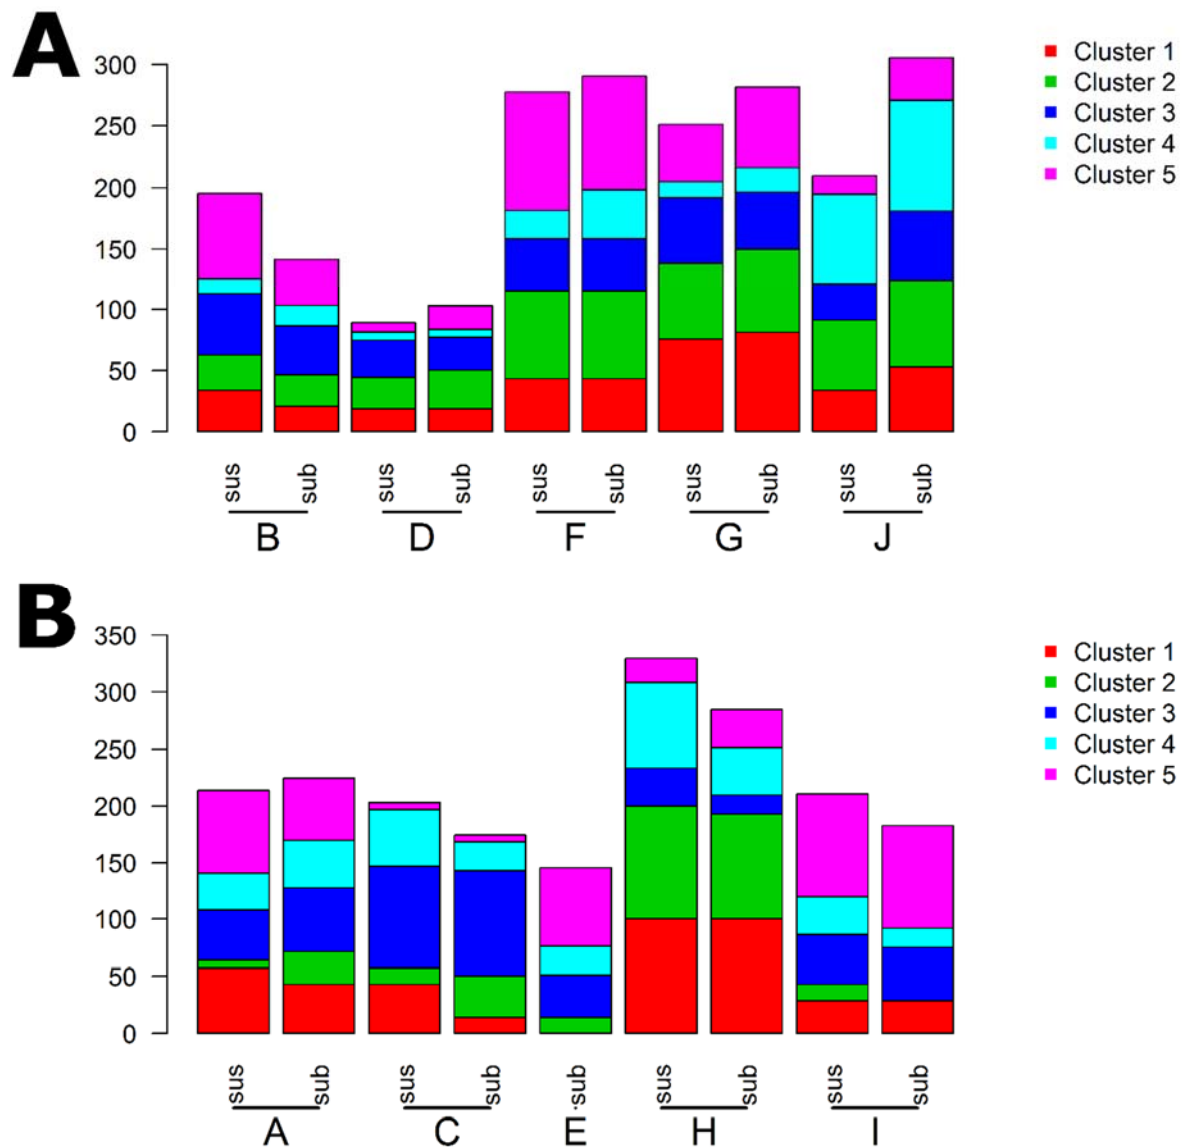 A
300
250
200
150
100
50
0
Cluster 1
Cluster 2
Cluster 3
Cluster 4
Cluster 5
sus sub sus sub sus sub sus sub sus sub
B D F G J
B
350
300
250
200
150
100
50
0
Cluster 1
Cluster 2
Cluster 3
Cluster 4
Cluster 5
sus sub sus sub sub sus sub sus sub
A C E H I